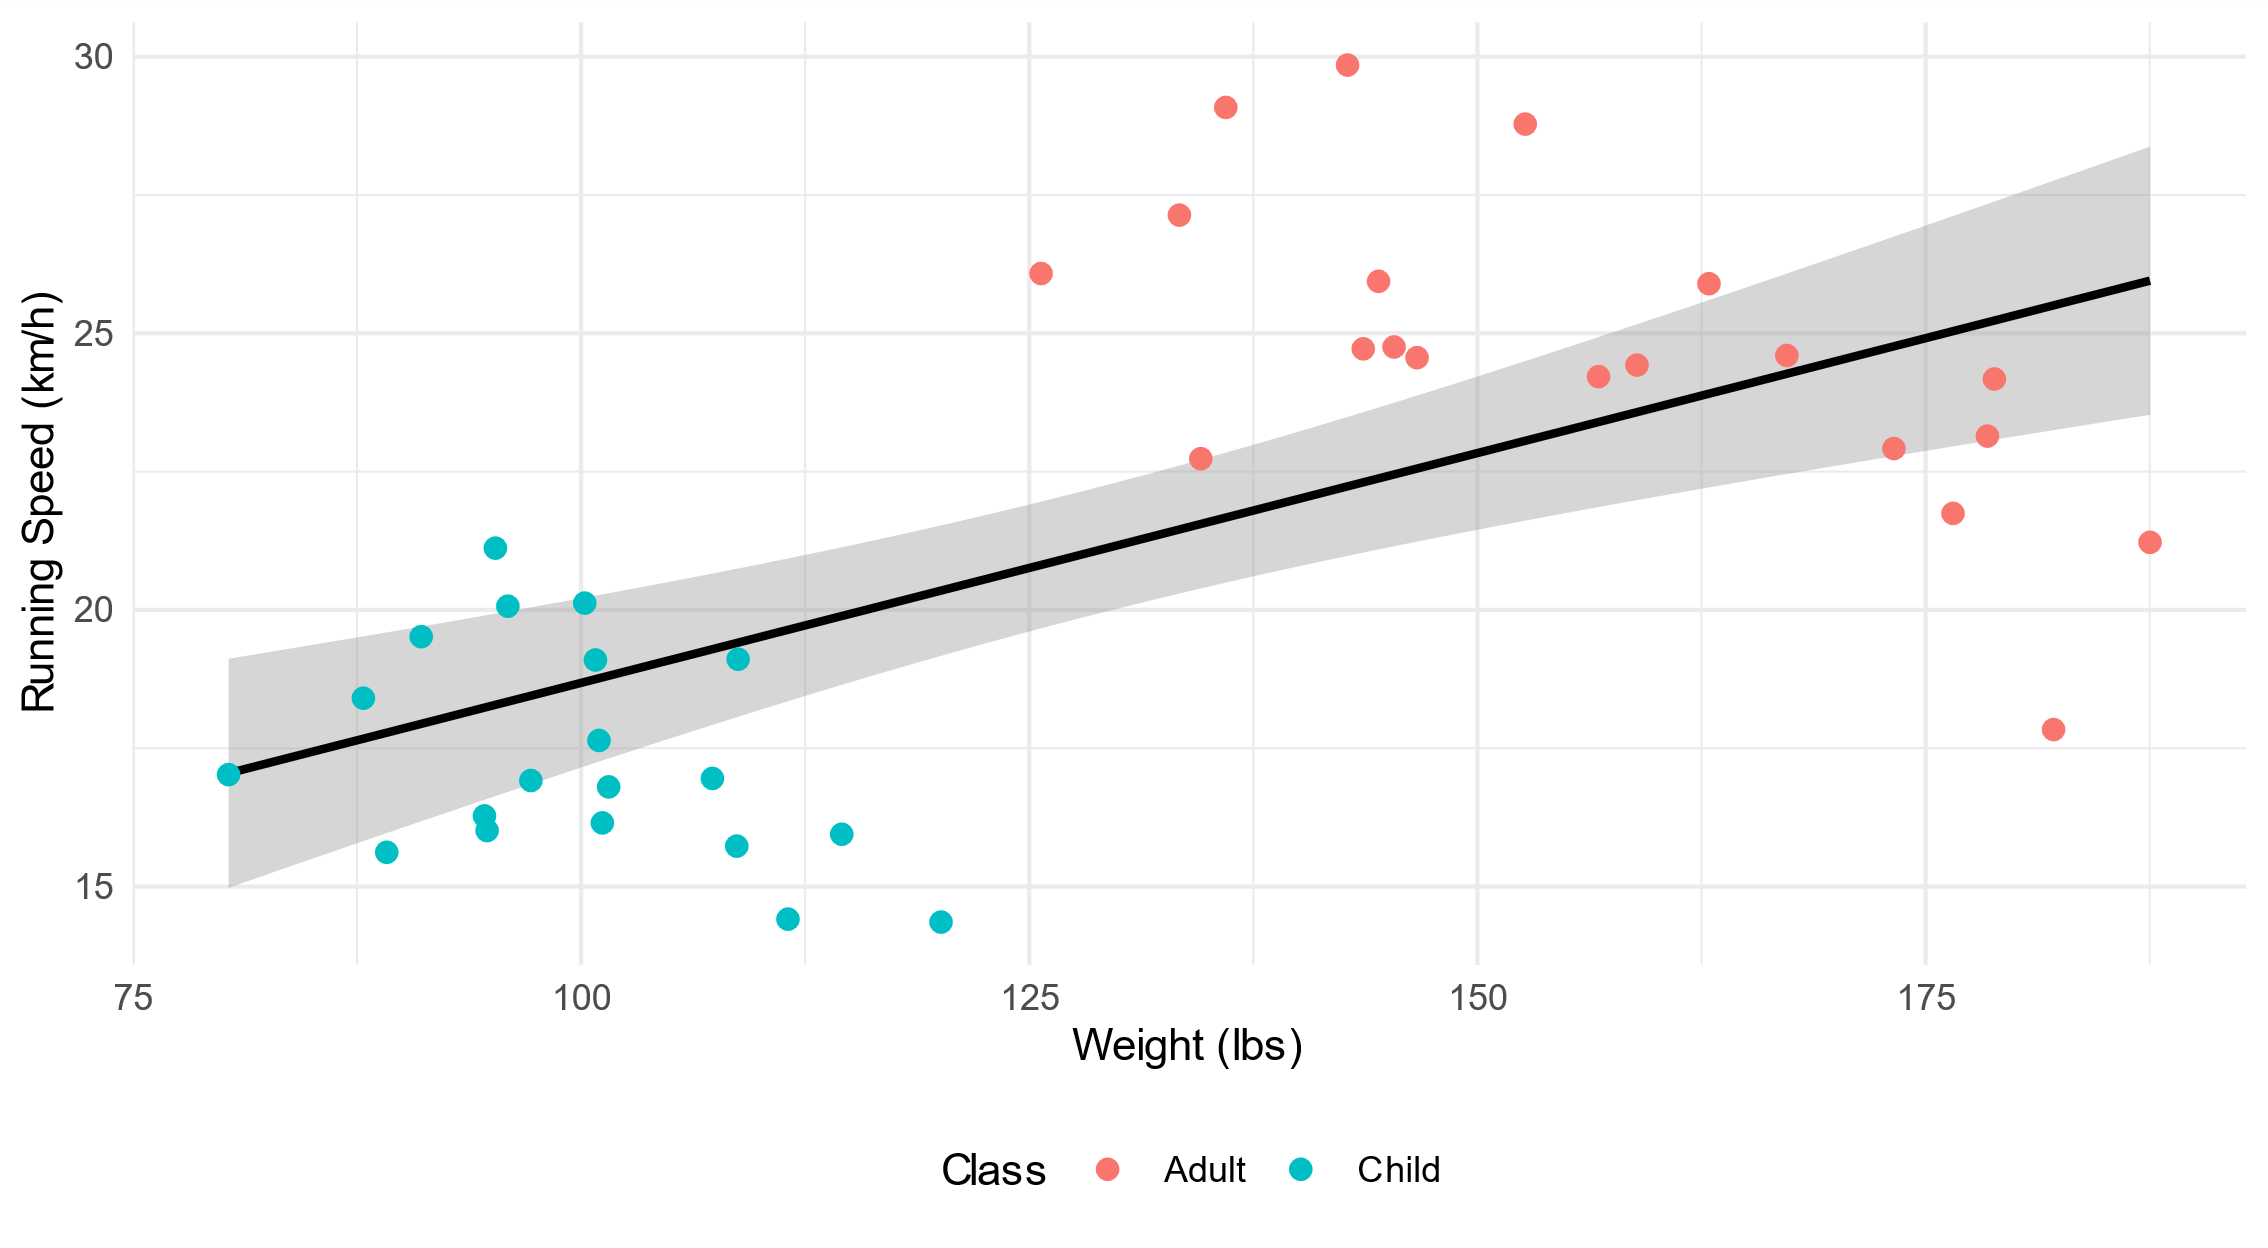 30
25
20
15
Running Speed (km/h)
75 100 125 150 175
Weight (lbs)
Class Adult Child